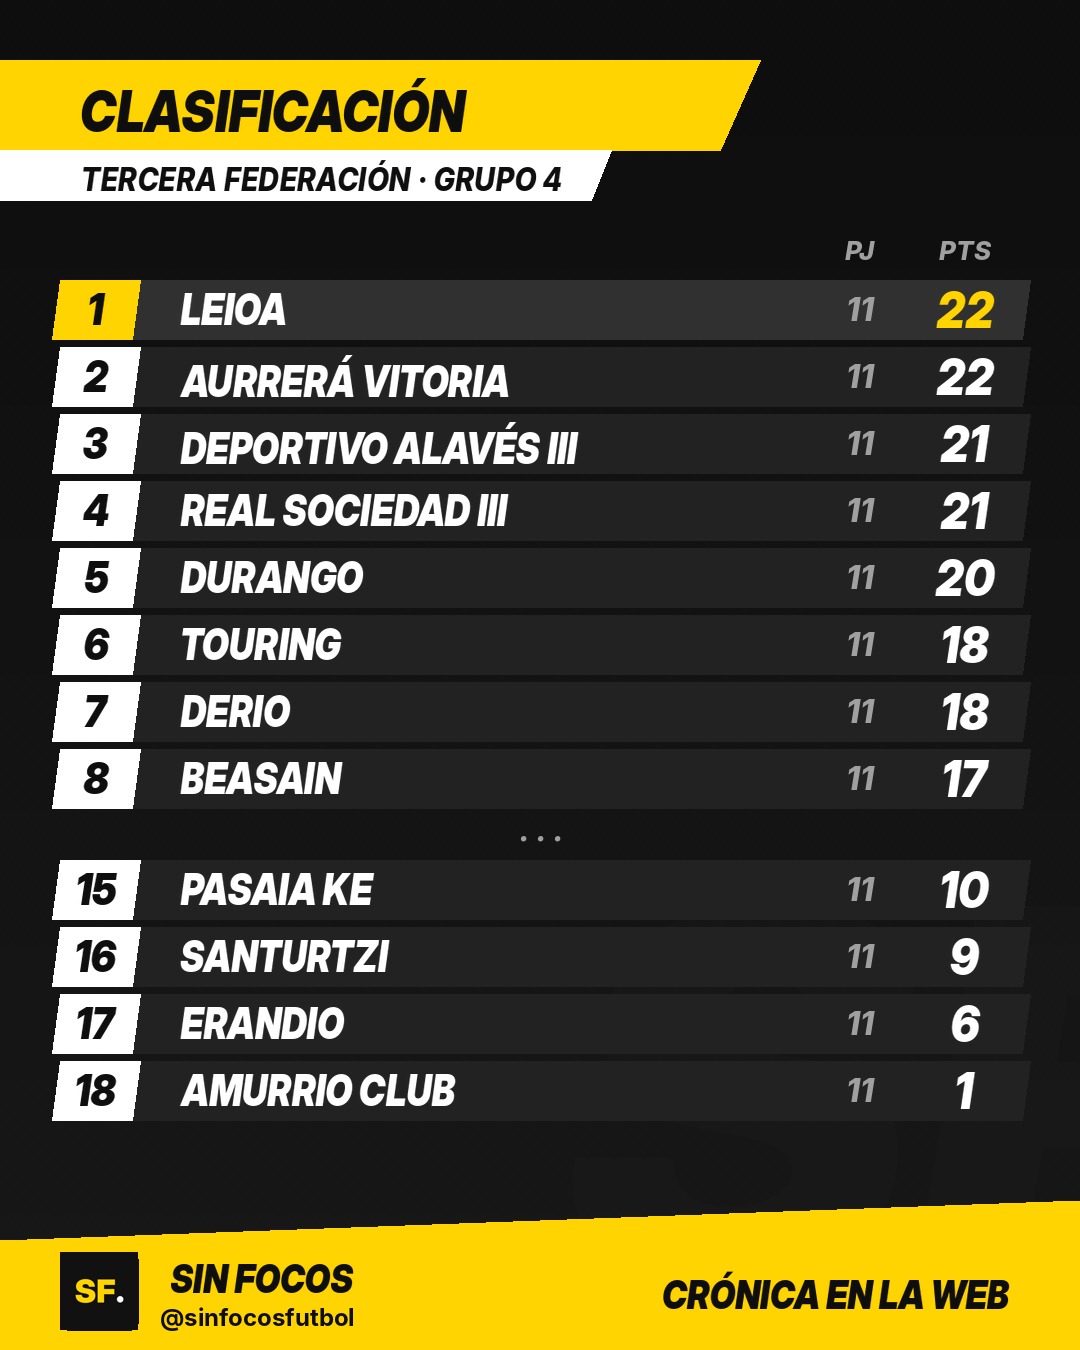 CLASIFICACIÓN
TERCERA FEDERACIÓN · GRUPO 4
PJ PTS
1 LEIOA 11 22
2 AURRERÁ VITORIA 11 22
3 DEPORTIVO ALAVÉS III 11 21
4 REAL SOCIEDAD III 11 21
5 DURANGO 11 20
6 TOURING 11 18
7 DERIO 11 18
8 BEASAIN 11 17
...
15 PASAIA KE 11 10
16 SANTURTZI 11 9
17 ERANDIO 11 6
18 AMURRIO CLUB 11 1
SF. SIN FOCOS
@sinfocosfutbol
CRÓNICA EN LA WEB